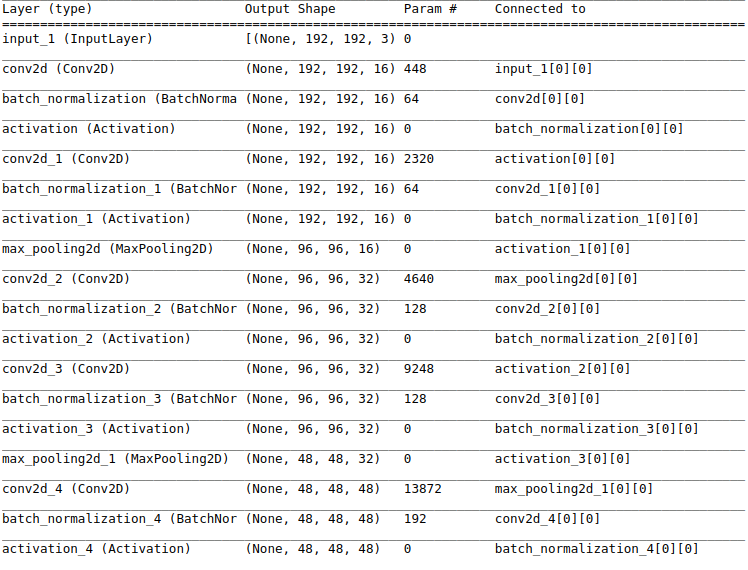 Layer (type) Output Shape Param # Connected to
input_1 (InputLayer) [(None, 192, 192, 3) 0
conv2d (Conv2D) (None, 192, 192, 16) 448 input_1[0][0]
batch_normalization (BatchNorma (None, 192, 192, 16) 64 conv2d[0][0]
activation (Activation) (None, 192, 192, 16) 0 batch_normalization[0][0]
conv2d_1 (Conv2D) (None, 192, 192, 16) 2320 activation[0][0]
batch_normalization_1 (BatchNor (None, 192, 192, 16) 64 conv2d_1[0][0]
activation_1 (Activation) (None, 192, 192, 16) 0 batch_normalization_1[0][0]
max_pooling2d (MaxPooling2D) (None, 96, 96, 16) 0 activation_1[0][0]
conv2d_2 (Conv2D) (None, 96, 96, 32) 4640 max_pooling2d[0][0]
batch_normalization_2 (BatchNor (None, 96, 96, 32) 128 conv2d_2[0][0]
activation_2 (Activation) (None, 96, 96, 32) 0 batch_normalization_2[0][0]
conv2d_3 (Conv2D) (None, 96, 96, 32) 9248 activation_2[0][0]
batch_normalization_3 (BatchNor (None, 96, 96, 32) 128 conv2d_3[0][0]
activation_3 (Activation) (None, 96, 96, 32) 0 batch_normalization_3[0][0]
max_pooling2d_1 (MaxPooling2D) (None, 48, 48, 32) 0 activation_3[0][0]
conv2d_4 (Conv2D) (None, 48, 48, 48) 13872 max_pooling2d_1[0][0]
batch_normalization_4 (BatchNor (None, 48, 48, 48) 192 conv2d_4[0][0]
activation_4 (Activation) (None, 48, 48, 48) 0 batch_normalization_4[0][0]